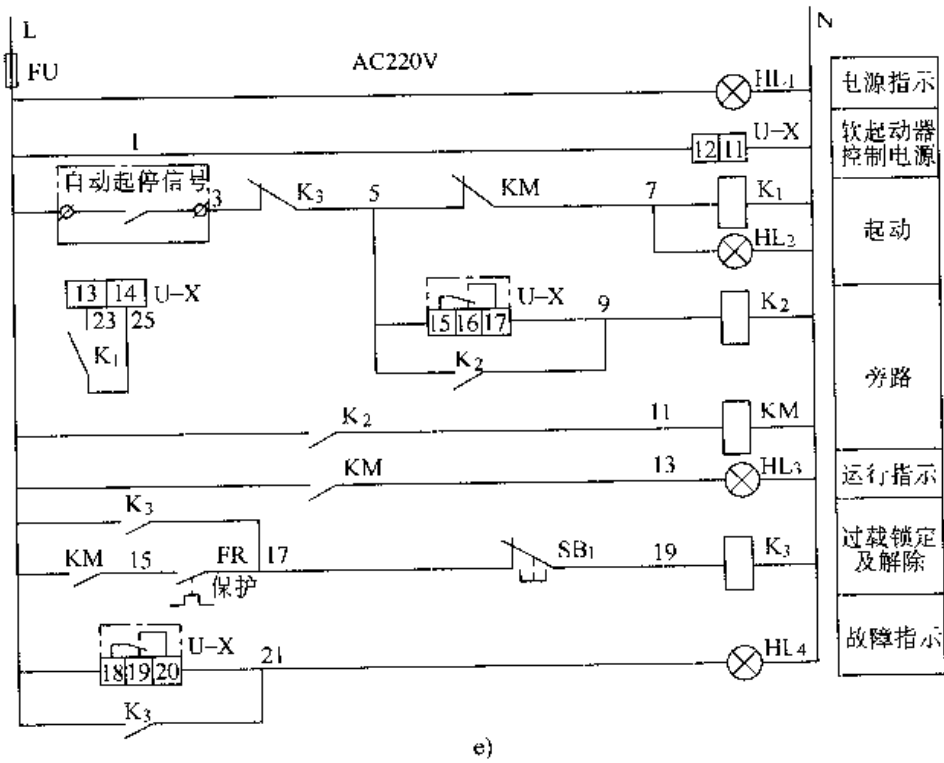 L
N
FU
AC220V
HL1
电源指示
1
U-X
12 11
软起动器
控制电源
自动起停信号
3
K3
5
KM
7
K1
起动
HL2
13 14
U-X
23 25
K1
U-X
15 16 17
9
K2
旁路
K2
K2
11
KM
KM
13
HL3
运行指示
K3
KM
15
FR
17
SB1
19
K3
过载锁定
及解除
保护
U-X
18 19 20
21
HL4
故障指示
K3
e)